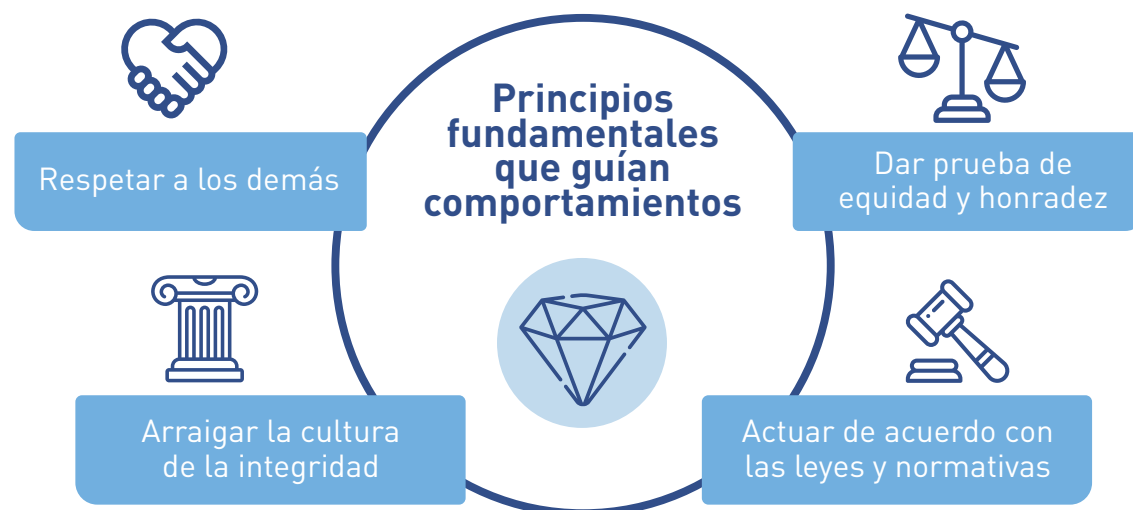 Principios
fundamentales
que guían
comportamientos
Respetar a los demás
Dar prueba de
equidad y honradez
Arraigar la cultura
de la integridad
Actuar de acuerdo con
las leyes y normativas